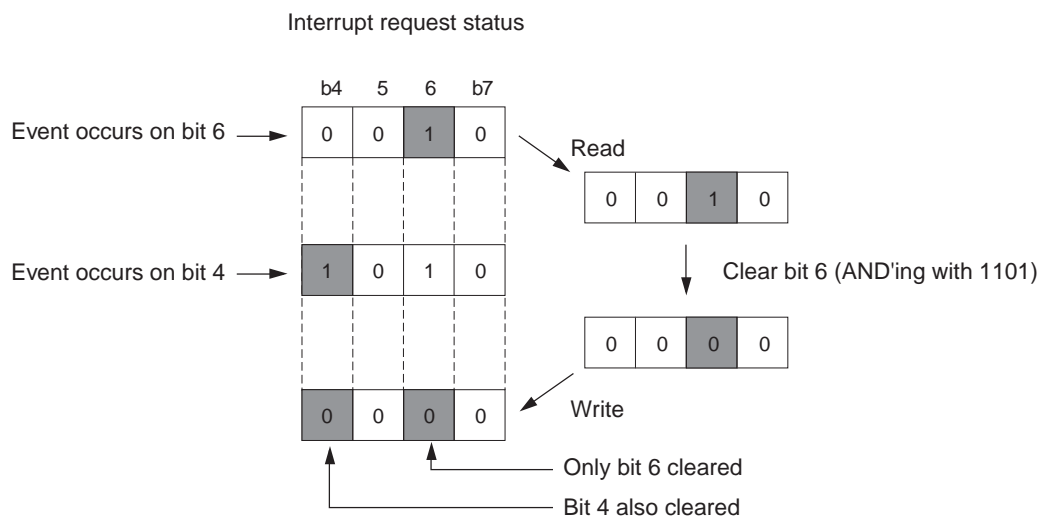 Interrupt request status
b4 5 6 b7
Event occurs on bit 6
0 0 1 0
Read
0 0 1 0
Event occurs on bit 4
1 0 1 0
Clear bit 6 (AND'ing with 1101)
0 0 0 0
0 0 0 0
Write
Only bit 6 cleared
Bit 4 also cleared